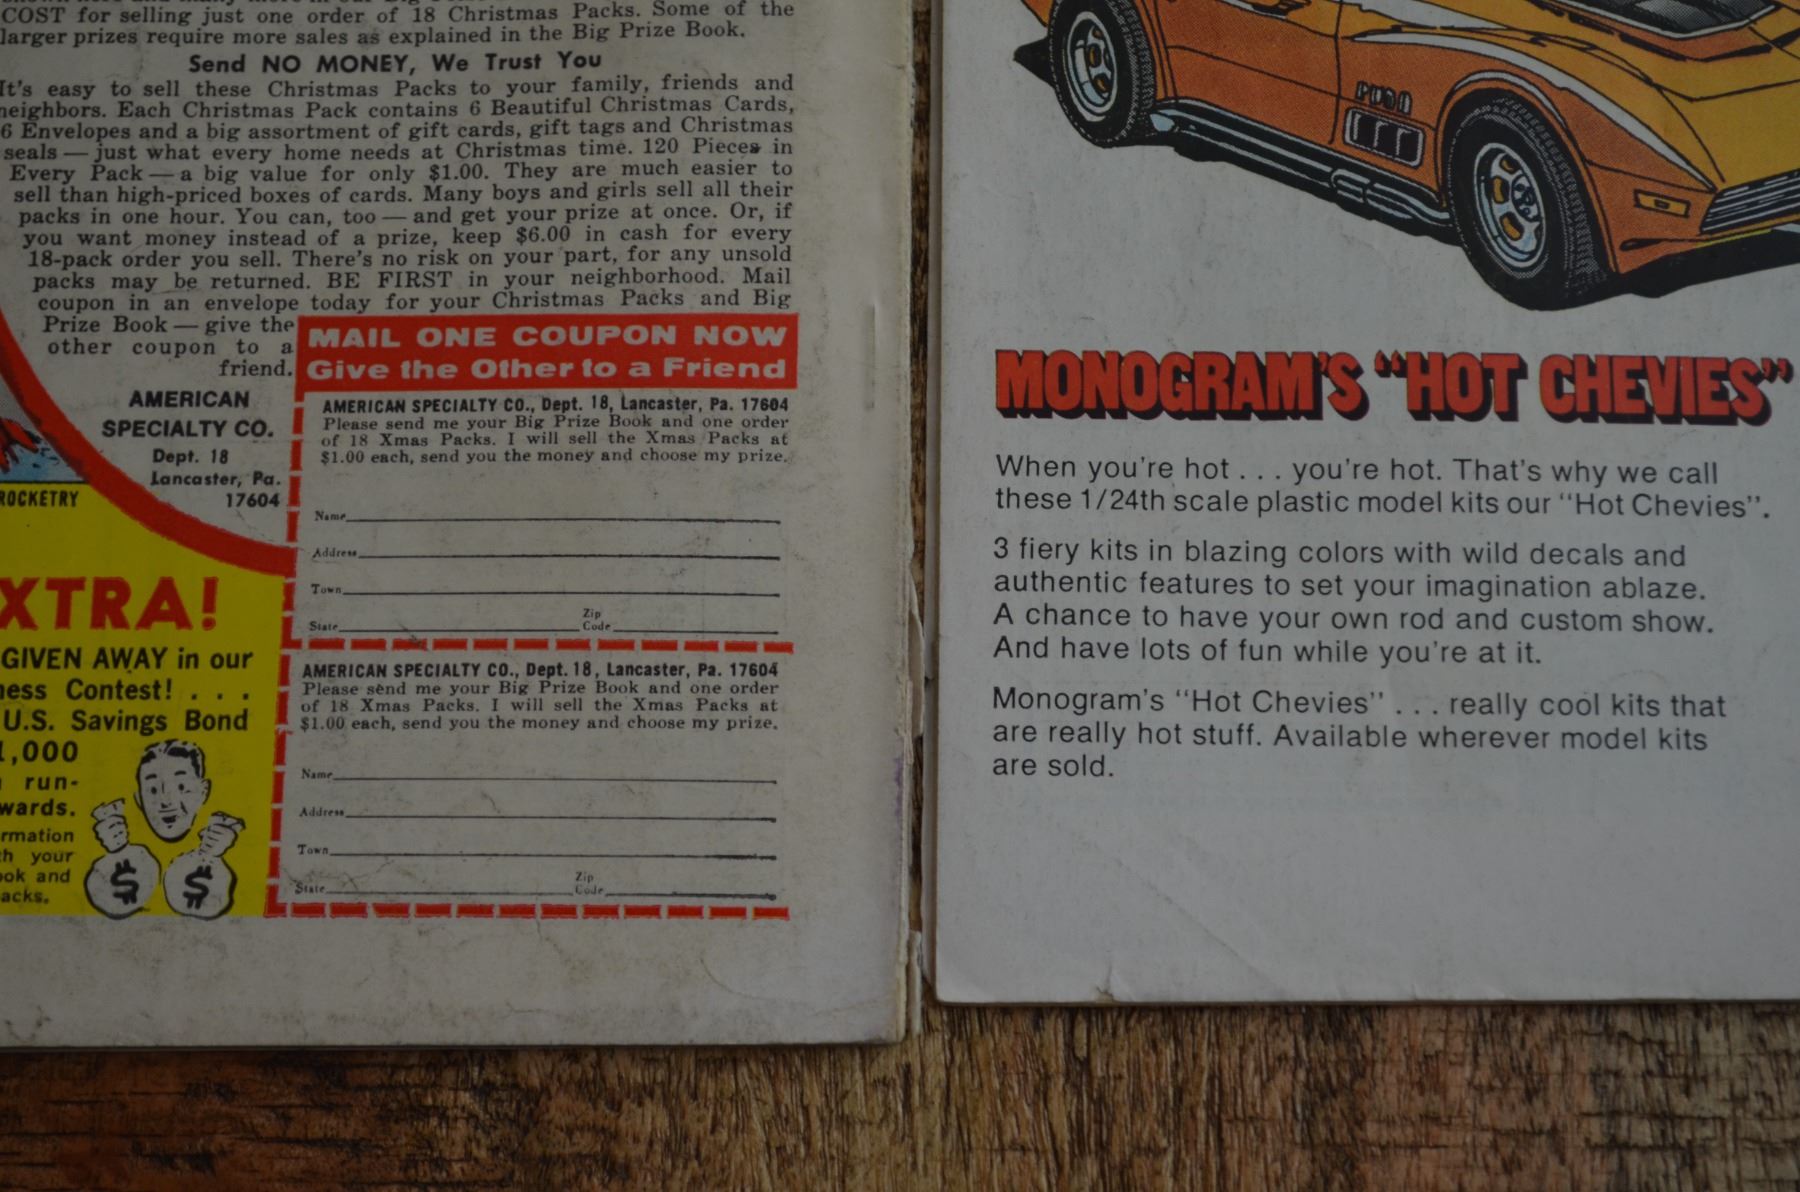 COST for selling just one order of 18 Christmas Packs. Some of the
larger prizes require more sales as explained in the Big Prize Book.
Send NO MONEY, We Trust You
It's easy to sell these Christmas Packs to your family, friends and
neighbors. Each Christmas Pack contains 6 Beautiful Christmas Cards,
6 Envelopes and a big assortment of gift cards, gift tags and Christmas
seals — just what every home needs at Christmas time. 120 Pieces in
Every Pack — a big value for only $1.00. They are much easier to
sell than high-priced boxes of cards. Many boys and girls sell all their
packs in one hour. You can, too — and get your prize at once. Or, if
you want money instead of a prize, keep $6.00 in cash for every
18-pack order you sell. There's no risk on your part, for any unsold
packs may be returned. BE FIRST in your neighborhood. Mail
coupon in an envelope today for your Christmas Packs and Big
Prize Book — give the
other coupon to a
friend.
AMERICAN
SPECIALTY CO.
Dept. 18
Lancaster, Pa.
17604
ROCKETRY
XTRA!
GIVEN AWAY in our
ness Contest! . . .
U.S. Savings Bond
1,000
run-
wards.
rmation
h your
ok and
acks.
$ $
MAIL ONE COUPON NOW
Give the Other to a Friend
AMERICAN SPECIALTY CO., Dept. 18, Lancaster, Pa. 17604
Please send me your Big Prize Book and one order
of 18 Xmas Packs. I will sell the Xmas Packs at
$1.00 each, send you the money and choose my prize.
Name
Address
Town
State Zip Code
AMERICAN SPECIALTY CO., Dept. 18, Lancaster, Pa. 17604
Please send me your Big Prize Book and one order
of 18 Xmas Packs. I will sell the Xmas Packs at
$1.00 each, send you the money and choose my prize.
Name
Address
Town
State Zip Code
MONOGRAM'S "HOT CHEVIES"
When you're hot . . . you're hot. That's why we call
these 1/24th scale plastic model kits our "Hot Chevies".
3 fiery kits in blazing colors with wild decals and
authentic features to set your imagination ablaze.
A chance to have your own rod and custom show.
And have lots of fun while you're at it.
Monogram's "Hot Chevies" . . . really cool kits that
are really hot stuff. Available wherever model kits
are sold.